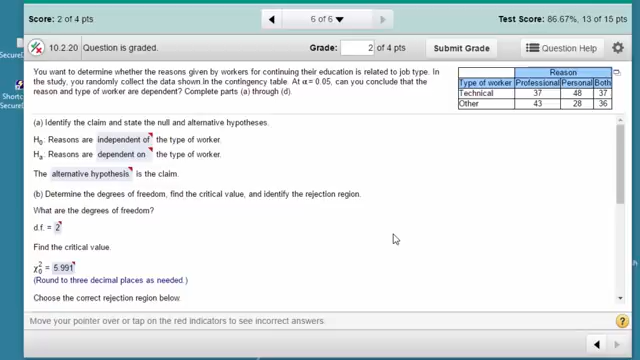 Score: 2 of 4 pts
6 of 6
Test Score: 86.67%, 13 of 15 pts
10.2.20 Question is graded.
Grade: 2 of 4 pts
Submit Grade
Question Help
You want to determine whether the reasons given by workers for continuing their education is related to job type. In
the study, you randomly collect the data shown in the contingency table. At α = 0.05, can you conclude that the
reason and type of worker are dependent? Complete parts (a) through (d).
Reason
Type of worker Professional Personal Both
Technical 37 48 37
Other 43 28 36
(a) Identify the claim and state the null and alternative hypotheses.
H₀: Reasons are independent of the type of worker.
Hₐ: Reasons are dependent on the type of worker.
The alternative hypothesis is the claim.
(b) Determine the degrees of freedom, find the critical value, and identify the rejection region.
What are the degrees of freedom?
d.f. = 2
Find the critical value.
χ²₀ = 5.991
(Round to three decimal places as needed.)
Choose the correct rejection region below.
Move your pointer over or tap on the red indicators to see incorrect answers.
?